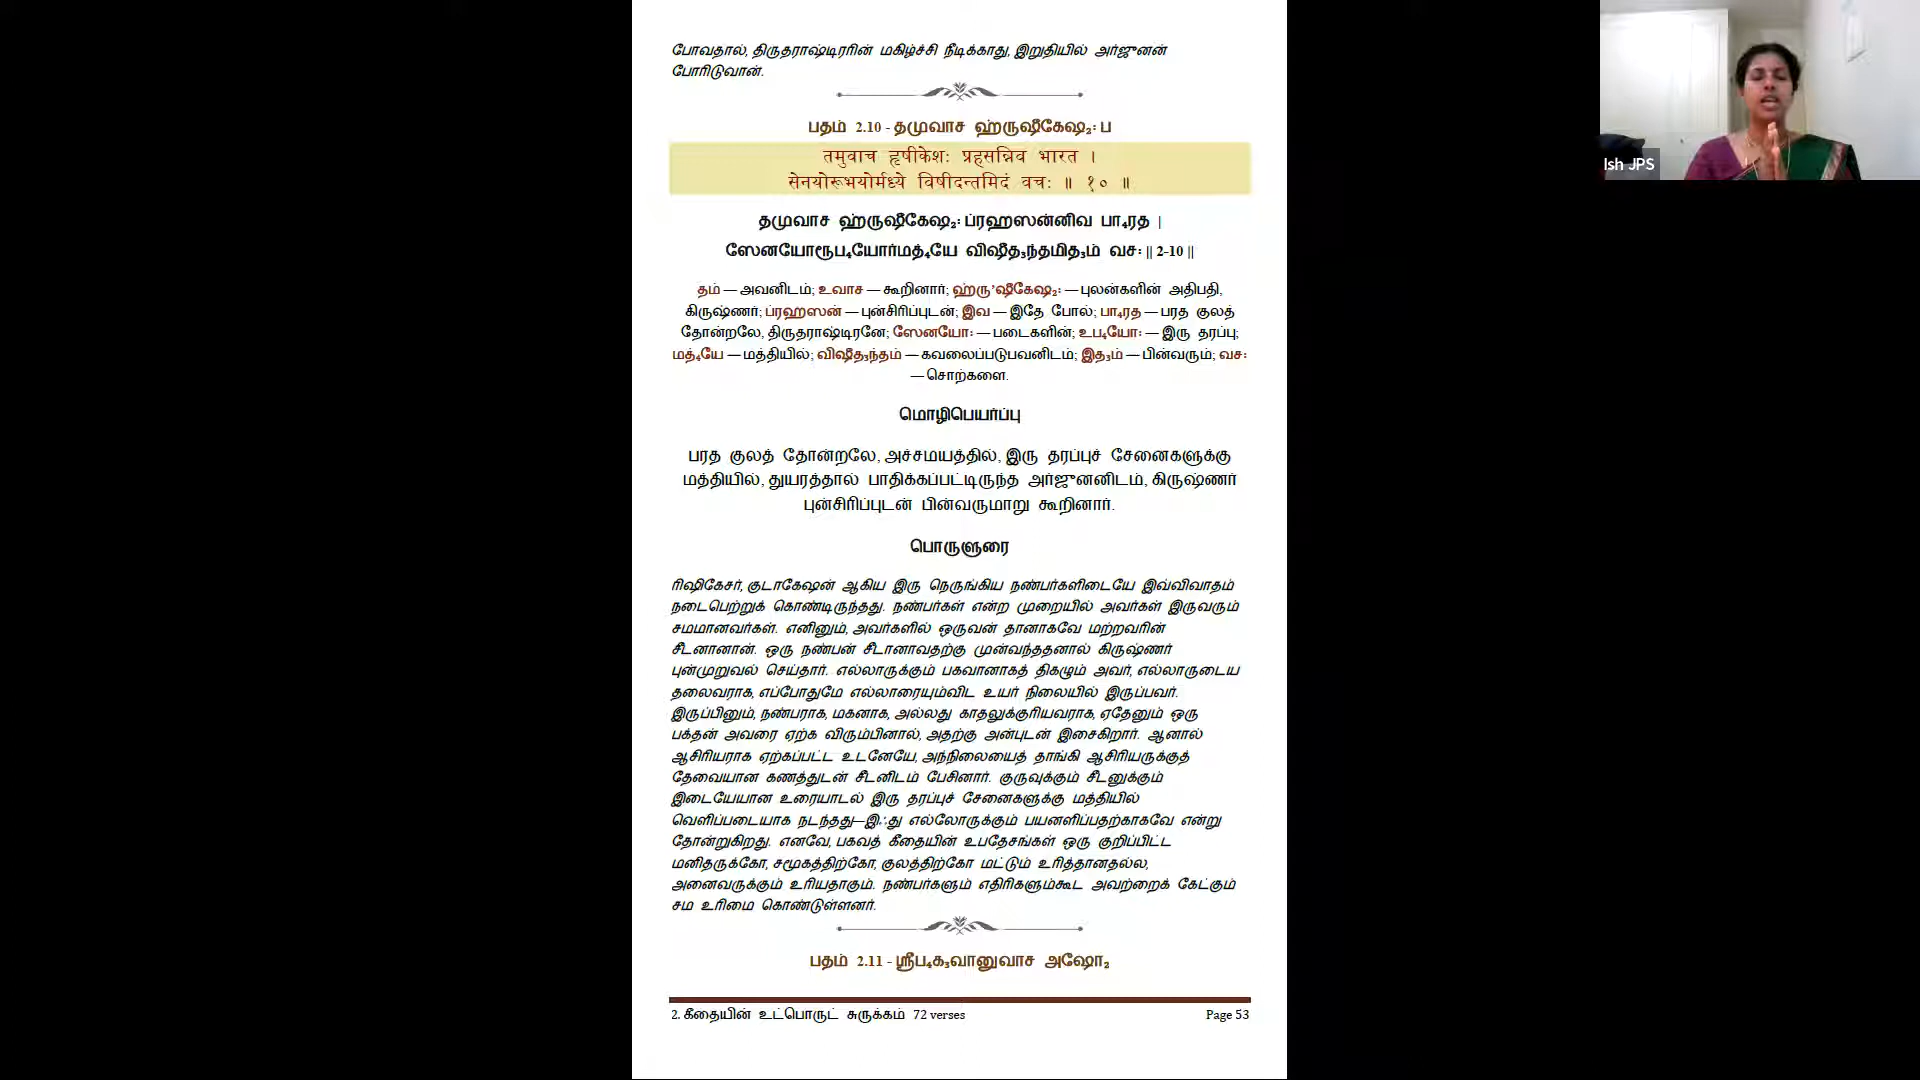 போவதால், திருதராஷ்டிரரின் மகிழ்ச்சி நீடிக்காது, இறுதியில் அர்ஜுனன்
போரிடுவான்.
பதம் 2.10 - தமுவாச ஹ்ருஷீகேஷ₂: ப
तमुवाच हृषीकेशः प्रहसन्निव भारत ।
सेनयोरूभयोर्मध्ये विषीदन्तमिदं वचः ॥ १० ॥
தமுவாச ஹ்ருஷீகேஷ₂: ப்ரஹஸன்னிவ பா₄ரத |
ஸேனயோரூப₄யோர்மத்₄யே விஷீத₃ந்தமித₃ம் வச: || 2-10 ||
தம் — அவனிடம்; உவாச — கூறினார்; ஹ்ரு’ஷீகேஷ₂: — புலன்களின் அதிபதி,
கிருஷ்ணர்; ப்ரஹஸன் — புன்சிரிப்புடன்; இவ — இதே போல்; பா₄ரத — பரத குலத்
தோன்றலே, திருதராஷ்டிரனே; ஸேனயோ: — படைகளின்; உப₄யோ: — இரு தரப்பு;
மத்₄யே — மத்தியில்; விஷீத₃ந்தம் — கவலைப்படுபவனிடம்; இத₃ம் — பின்வரும்; வச:
— சொற்களை.
மொழிபெயர்ப்பு
பரத குலத் தோன்றலே, அச்சமயத்தில், இரு தரப்புச் சேனைகளுக்கு
மத்தியில், துயரத்தால் பாதிக்கப்பட்டிருந்த அர்ஜுனனிடம், கிருஷ்ணர்
புன்சிரிப்புடன் பின்வருமாறு கூறினார்.
பொருளுரை
ரிஷிகேசர், குடாகேஷன் ஆகிய இரு நெருங்கிய நண்பர்களிடையே இவ்விவாதம்
நடைபெற்றுக் கொண்டிருந்தது. நண்பர்கள் என்ற முறையில் அவர்கள் இருவரும்
சமமானவர்கள். எனினும், அவர்களில் ஒருவன் தானாகவே மற்றவரின்
சீடனானான். ஒரு நண்பன் சீடானாவதற்கு முன்வந்ததனால் கிருஷ்ணர்
புன்முறுவல் செய்தார். எல்லாருக்கும் பகவானாகத் திகழும் அவர், எல்லாருடைய
தலைவராக, எப்போதுமே எல்லாரையும்விட உயர் நிலையில் இருப்பவர்.
இருப்பினும், நண்பராக, மகனாக, அல்லது காதலுக்குரியவராக, ஏதேனும் ஒரு
பக்தன் அவரை ஏற்க விரும்பினால், அதற்கு அன்புடன் இசைகிறார். ஆனால்
ஆசிரியராக ஏற்கப்பட்ட உடனேயே, அந்நிலையைத் தாங்கி ஆசிரியருக்குத்
தேவையான கணத்துடன் சீடனிடம் பேசினார். குருவுக்கும் சீடனுக்கும்
இடையேயான உரையாடல் இரு தரப்புச் சேனைகளுக்கு மத்தியில்
வெளிப்படையாக நடந்தது—இஃது எல்லோருக்கும் பயனளிப்பதற்காகவே என்று
தோன்றுகிறது. எனவே, பகவத் கீதையின் உபதேசங்கள் ஒரு குறிப்பிட்ட
மனிதருக்கோ, சமூகத்திற்கோ, குலத்திற்கோ மட்டும் உரித்தானதல்ல,
அனைவருக்கும் உரியதாகும். நண்பர்களும் எதிரிகளும்கூட அவற்றைக் கேட்கும்
சம உரிமை கொண்டுள்ளனர்.
பதம் 2.11 - ஸ்ரீப₄க₃வானுவாச அஷோ₂
2. கீதையின் உட்பொருட் சுருக்கம் 72 verses Page 53
Ish JPS